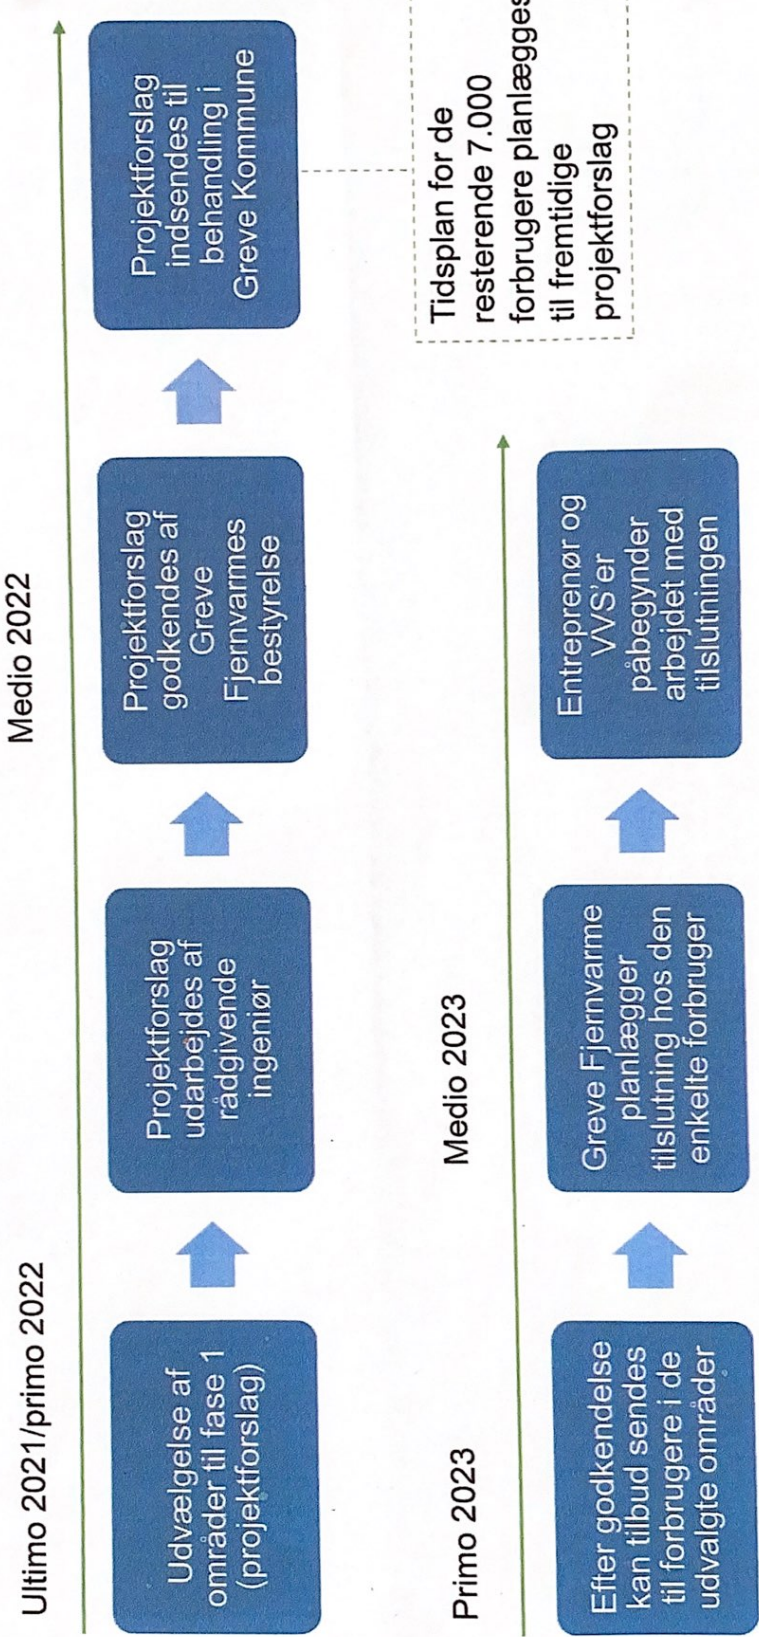 Ultimo 2021/primo 2022
Medio 2022
Udvælgelse af
områder til fase 1
(projektforslag)
Projektforslag
udarbejdes af
rådgivende
ingeniør
Projektforslag
godkendes af
Greve
Fjernvarmes
bestyrelse
Projektforslag
indsendes til
behandling i
Greve Kommune
Tidsplan for de
resterende 7.000
forbrugere planlægges
til fremtidige
projektforslag
Primo 2023
Medio 2023
Efter godkendelse
kan tilbud sendes
til forbrugere i de
udvalgte områder
Greve Fjernvarme
planlægger
tilslutning hos den
enkelte forbruger
Entreprenør og
VVS'er
påbegynder
arbejdet med
tilslutningen